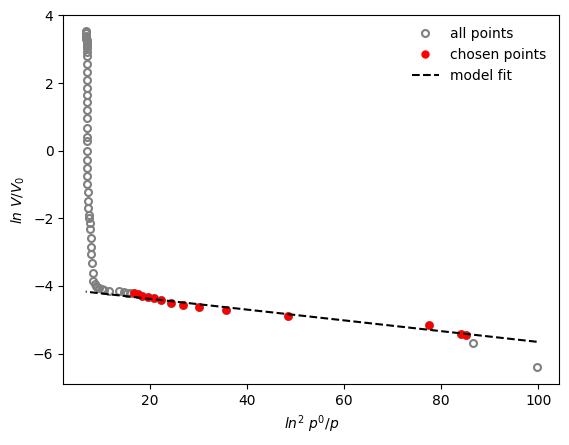 4
2
0
−2
−4
−6
ln V/V₀
all points
chosen points
model fit
20
40
60
80
100
ln² p⁰/p